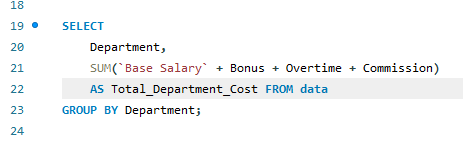 18
19 SELECT
20 Department,
21 SUM(`Base Salary` + Bonus + Overtime + Commission)
22 AS Total_Department_Cost FROM data
23 GROUP BY Department;
24